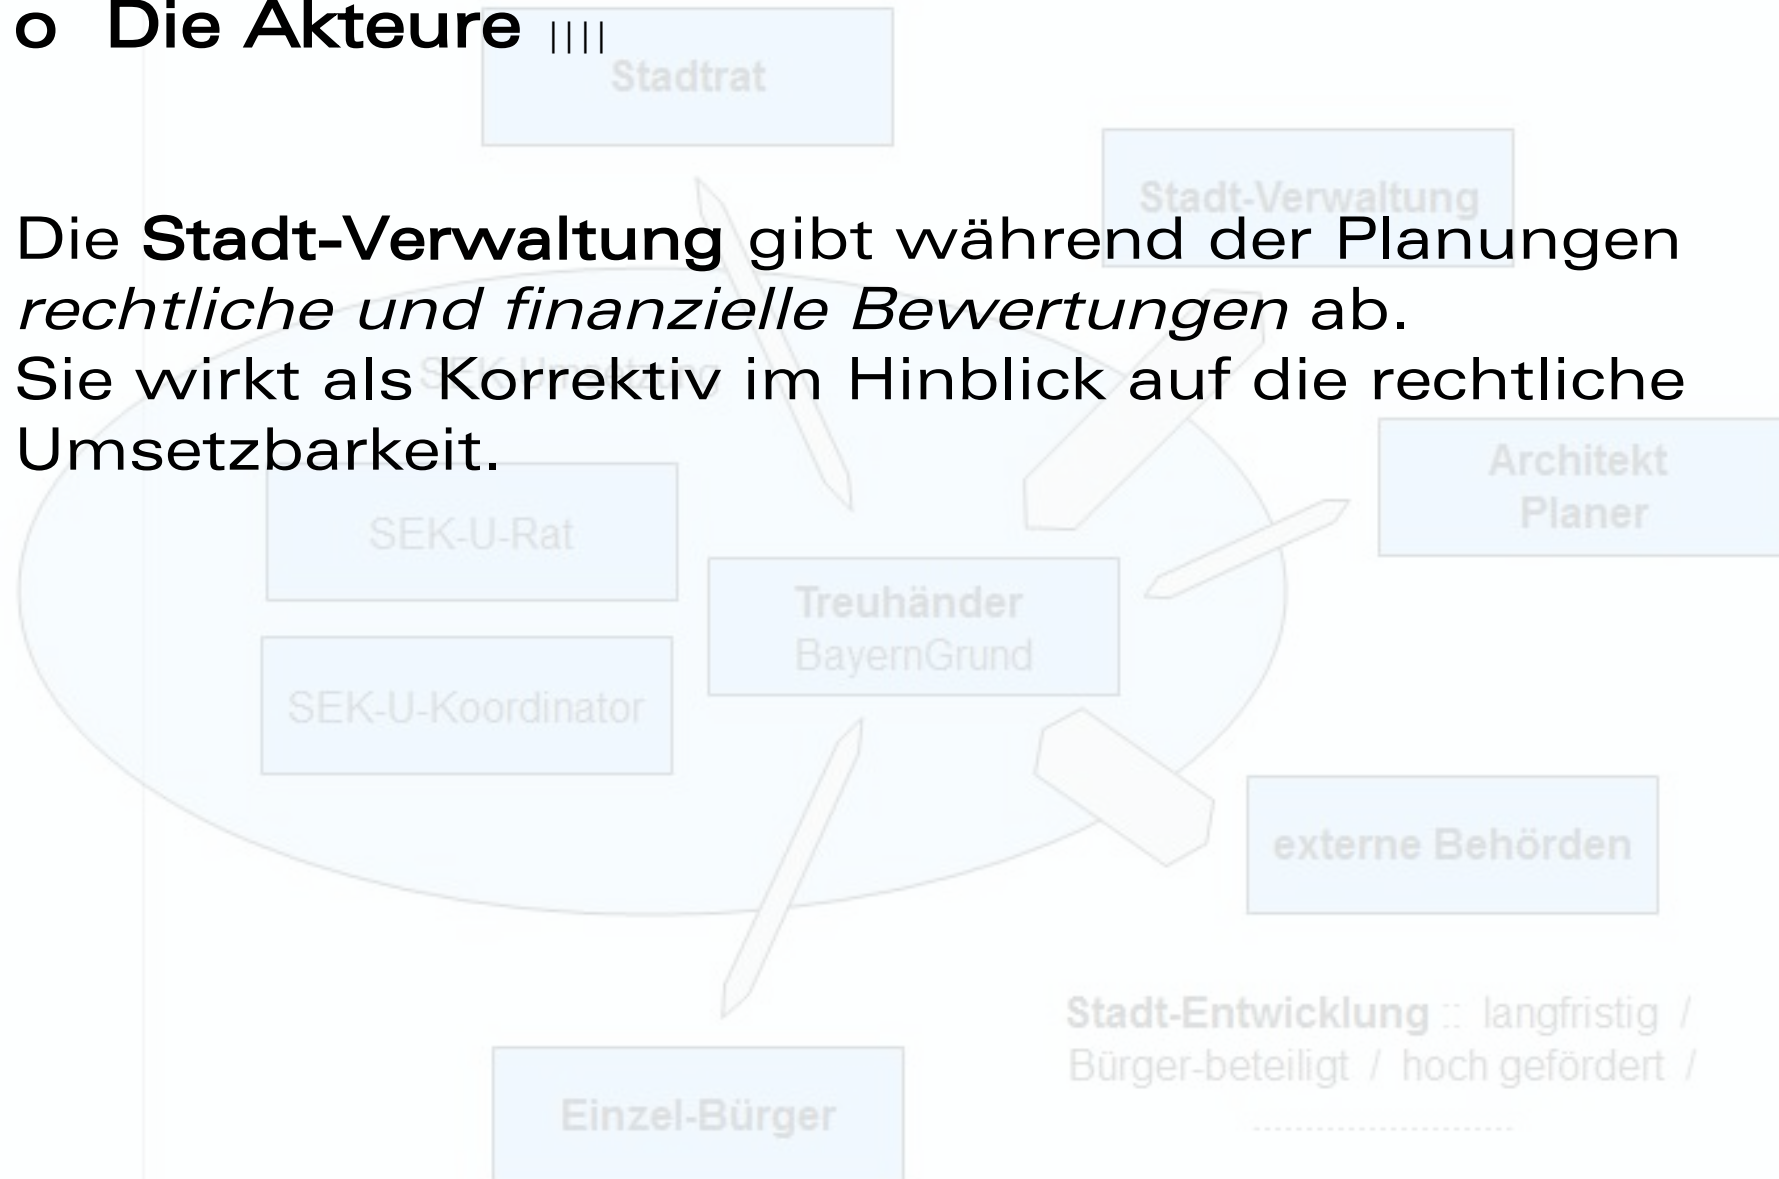 o Die Akteure ||||
Stadtrat
Stadt-Verwaltung
Die Stadt-Verwaltung gibt während der Planungen
rechtliche und finanzielle Bewertungen ab.
Sie wirkt als Korrektiv im Hinblick auf die rechtliche
Umsetzbarkeit.
SEK-Umsetzung
Architekt
Planer
SEK-U-Rat
Treuhänder
BayernGrund
SEK-U-Koordinator
externe Behörden
Stadt-Entwicklung :: langfristig /
Bürger-beteiligt / hoch gefördert /
Einzel-Bürger